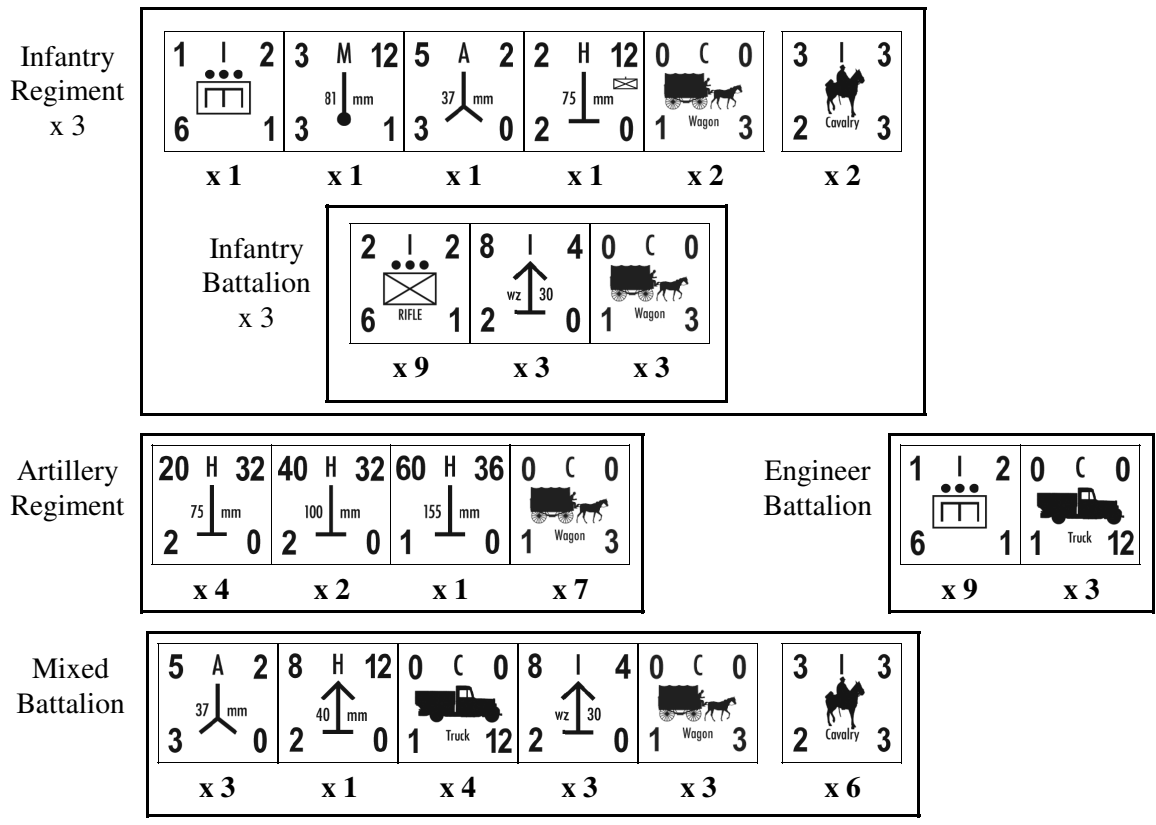 Infantry
Regiment
x 3
1 I 2
6 1
x 1
3 M 12
81 mm
3 1
x 1
5 A 2
37 mm
3 0
x 1
2 H 12
75 mm
2 0
x 1
0 C 0
Wagon
1 3
x 2
3 I 3
Cavalry
2 3
x 2
Infantry
Battalion
x 3
2 I 2
RIFLE
6 1
x 9
8 I 4
wz 30
2 0
x 3
0 C 0
Wagon
1 3
x 3
Artillery
Regiment
20 H 32
75 mm
2 0
x 4
40 H 32
100 mm
2 0
x 2
60 H 36
155 mm
1 0
x 1
0 C 0
Wagon
1 3
x 7
Engineer
Battalion
1 I 2
6 1
x 9
0 C 0
Truck
1 12
x 3
Mixed
Battalion
5 A 2
37 mm
3 0
x 3
8 H 12
40 mm
2 0
x 1
0 C 0
Truck
1 12
x 4
8 I 4
wz 30
2 0
x 3
0 C 0
Wagon
1 3
x 3
3 I 3
Cavalry
2 3
x 6